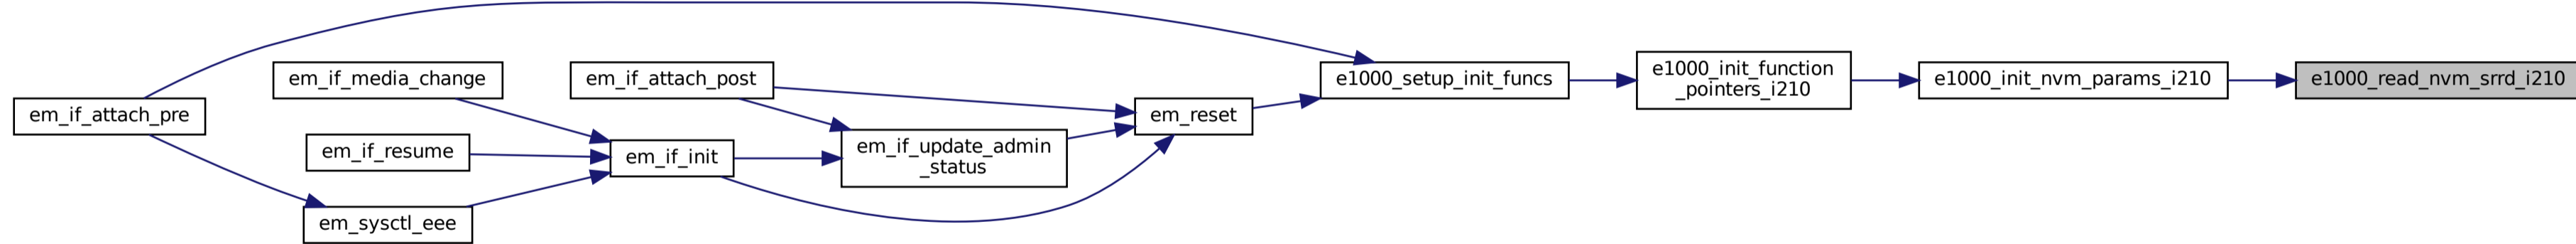 em_if_attach_pre
em_if_media_change
em_if_resume
em_sysctl_eee
em_if_attach_post
em_if_init
em_if_update_admin
_status
em_reset
e1000_setup_init_funcs
e1000_init_function
_pointers_i210
e1000_init_nvm_params_i210
e1000_read_nvm_srrd_i210